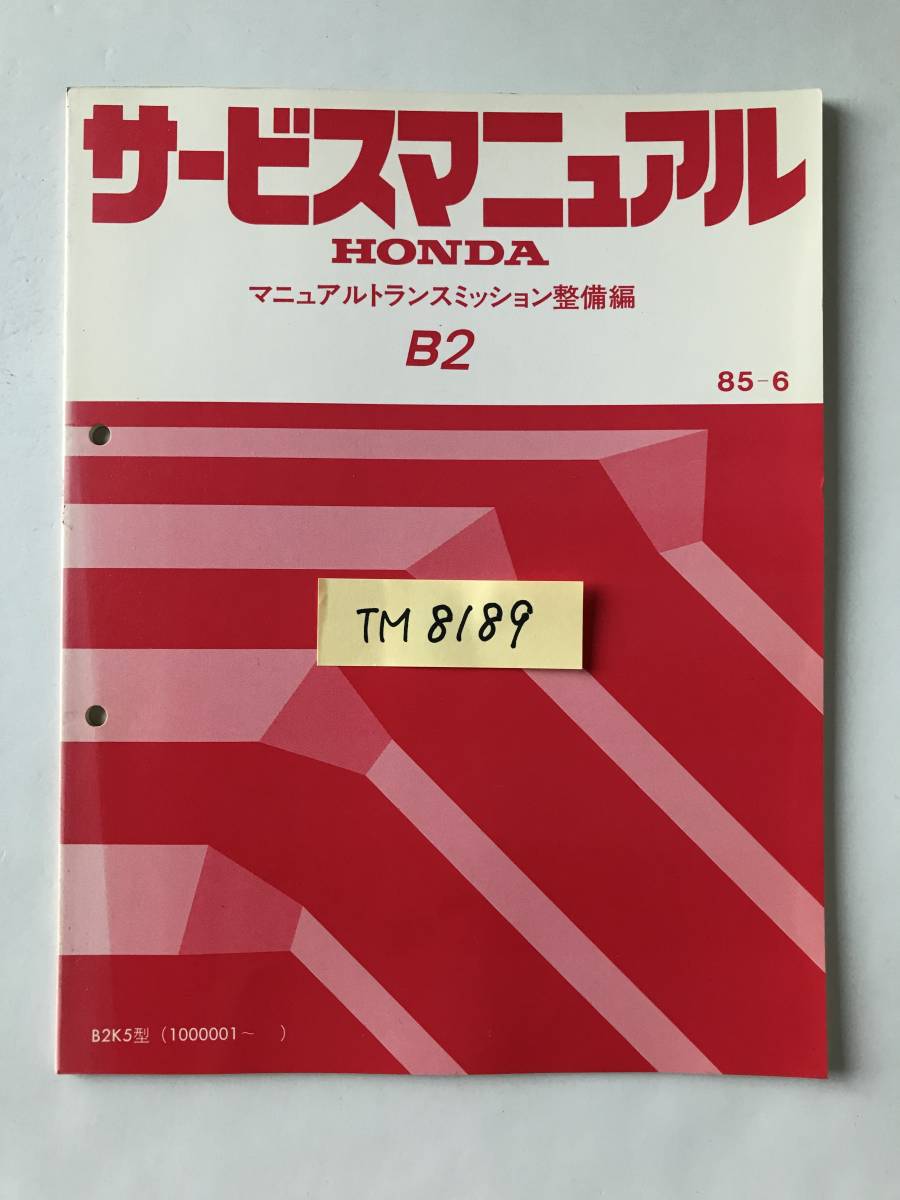 サービスマニュアル
HONDA
マニュアルトランスミッション整備編
B2
85-6
TM 8189
B2K5型 (1000001～ )